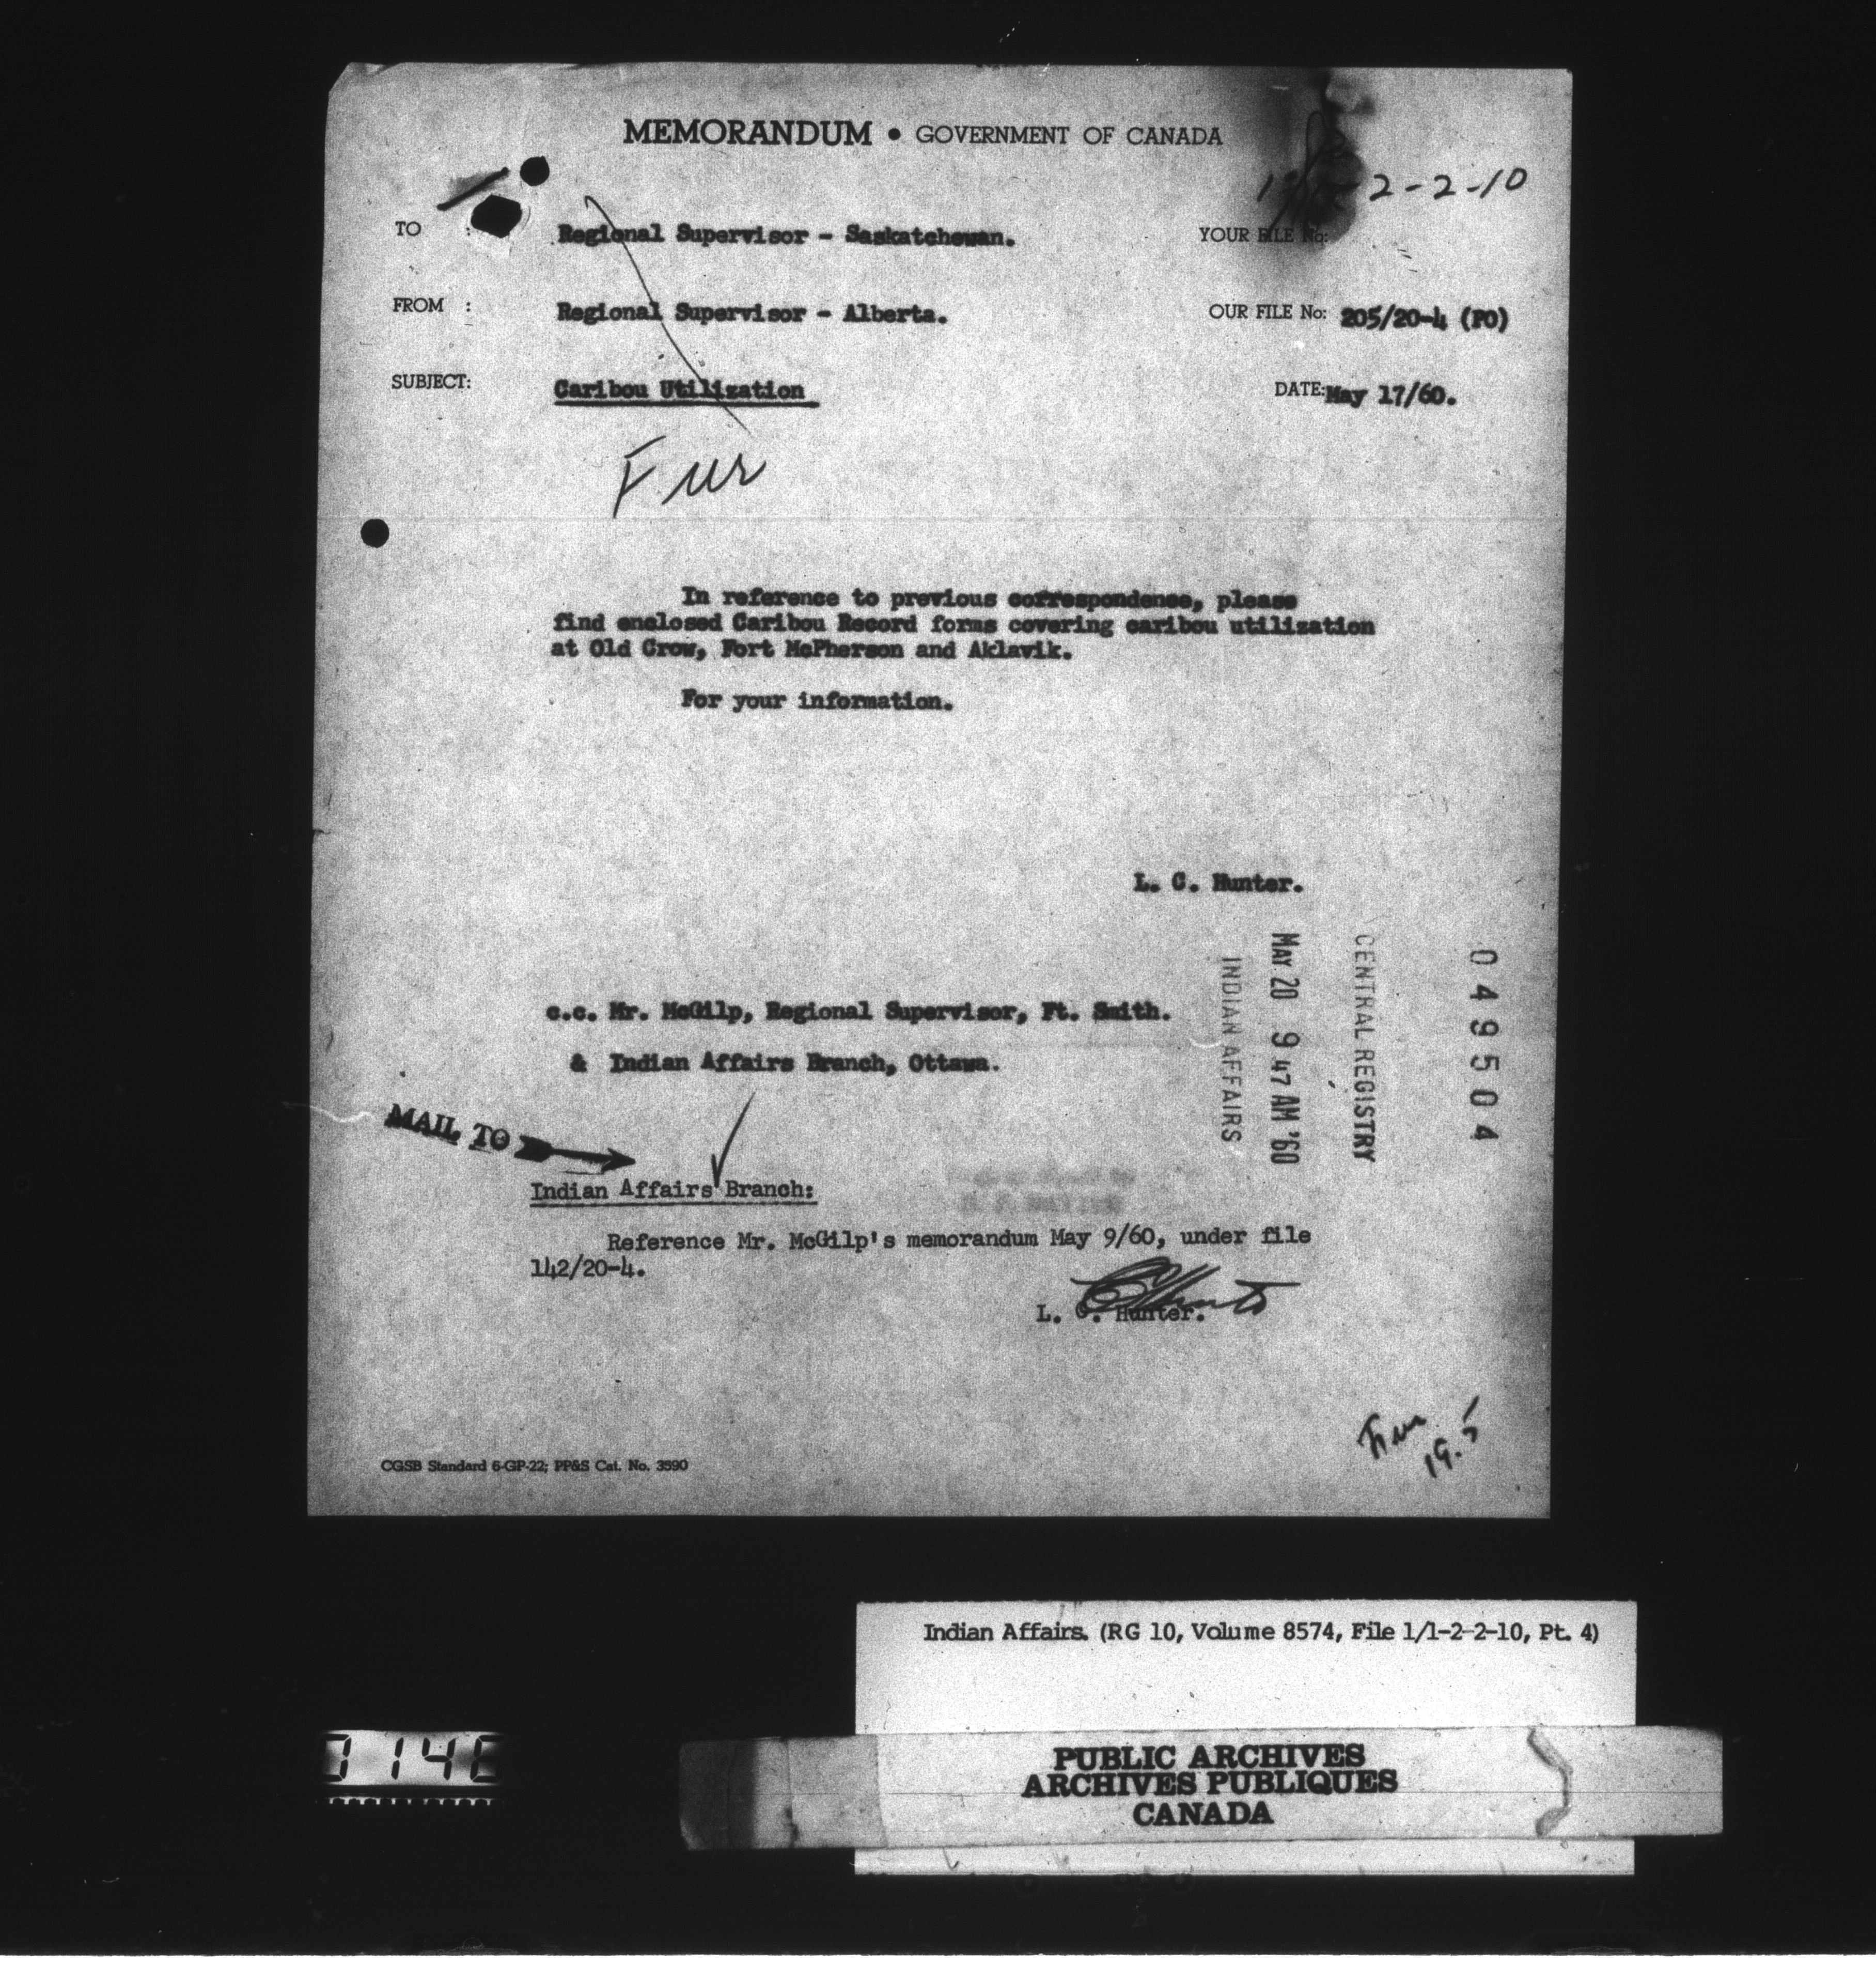 MEMORANDUM • GOVERNMENT OF CANADA
2-2-10
TO : Regional Supervisor - Saskatchewan. YOUR FILE No:
FROM : Regional Supervisor - Alberta. OUR FILE No: 205/20-4 (FO)
SUBJECT: Caribou Utilization DATE: May 17/60.
Fur
In reference to previous correspondense, please
find enclosed Caribou Record forms covering caribou utilization
at Old Crow, Fort McPherson and Aklavik.
For your information.
L. C. Hunter.
c.c. Mr. McGilp, Regional Supervisor, Ft. Smith.
& Indian Affairs Branch, Ottawa.
049504
CENTRAL REGISTRY
MAY 20 9 47 AM '60
INDIAN AFFAIRS
MAIL TO
Indian Affairs Branch:
Reference Mr. McGilp's memorandum May 9/60, under file
142/20-4.
L. C. Hunter.
Fur
19.5
CGSB Standard 6-GP-22; PP&S Cat. No. 3590
Indian Affairs. (RG 10, Volume 8574, File 1/1-2-2-10, Pt. 4)
PUBLIC ARCHIVES
ARCHIVES PUBLIQUES
CANADA